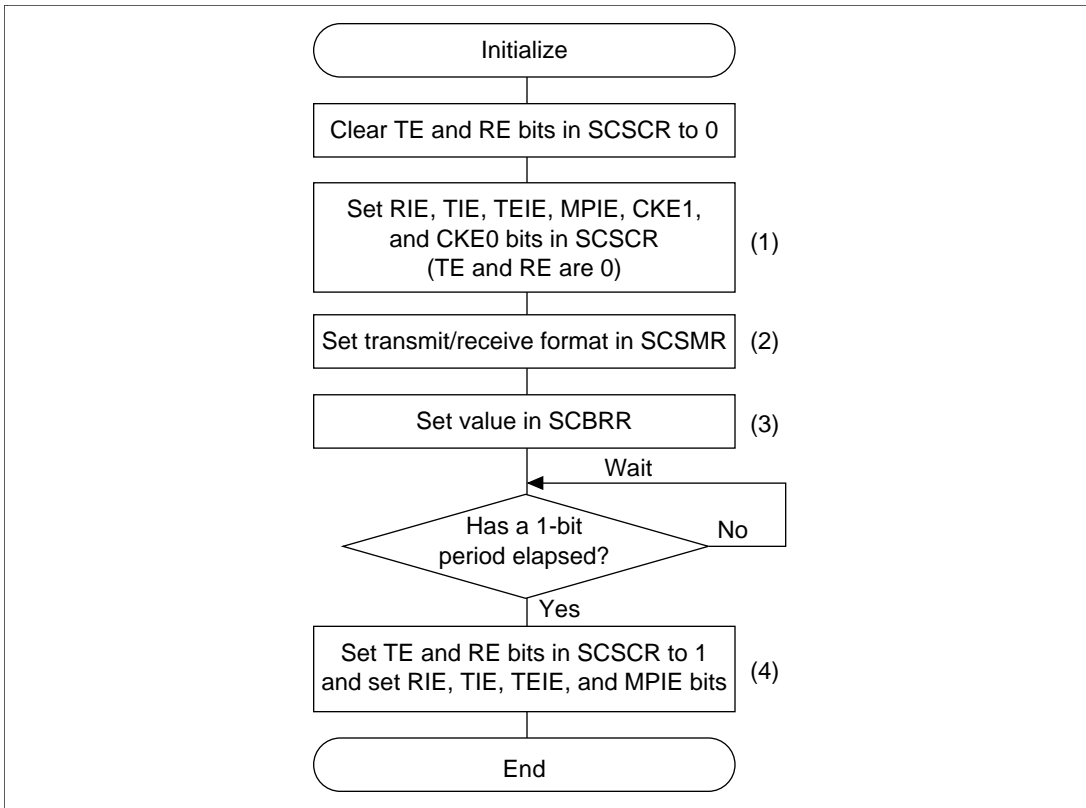 Initialize
Clear TE and RE bits in SCSCR to 0
Set RIE, TIE, TEIE, MPIE, CKE1,
and CKE0 bits in SCSCR
(TE and RE are 0)
(1)
Set transmit/receive format in SCSMR
(2)
Set value in SCBRR
(3)
Wait
Has a 1-bit
period elapsed?
No
Yes
Set TE and RE bits in SCSCR to 1
and set RIE, TIE, TEIE, and MPIE bits
(4)
End